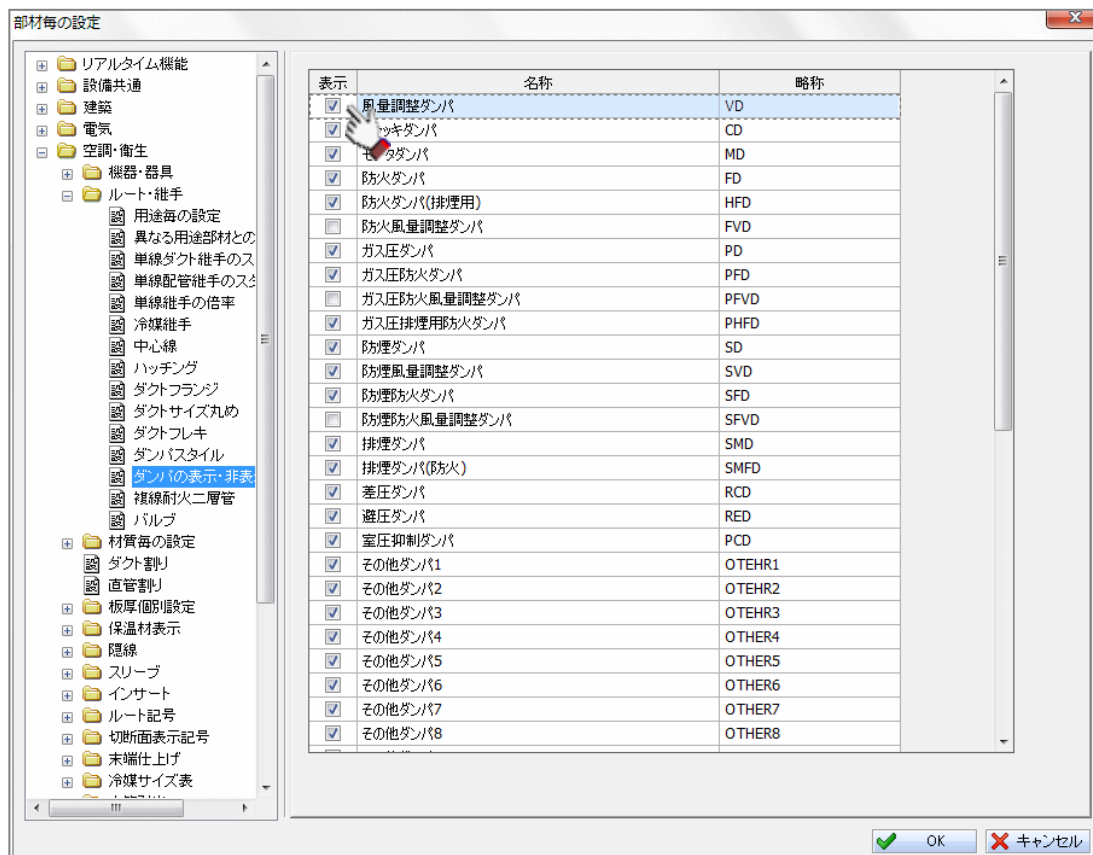 部材毎の設定
リアルタイム機能
設備共通
建築
電気
空調・衛生
機器・器具
ルート・継手
用途毎の設定
異なる用途部材との
単線ダクト継手のス
単線配管継手のスタ
単線継手の倍率
冷媒継手
中心線
ハッチング
ダクトフランジ
ダクトサイズ丸め
ダクトフレキ
ダンパスタイル
ダンパの表示・非表
複線耐火二層管
バルブ
材質毎の設定
ダクト割り
直管割り
板厚個別設定
保温材表示
隠線
スリーブ
インサート
ルート記号
切断面表示記号
末端仕上げ
冷媒サイズ表
表示 名称 略称
風量調整ダンパ VD
ッキダンパ CD
タダンパ MD
防火ダンパ FD
防火ダンパ(排煙用) HFD
防火風量調整ダンパ FVD
ガス圧ダンパ PD
ガス圧防火ダンパ PFD
ガス圧防火風量調整ダンパ PFVD
ガス圧排煙用防火ダンパ PHFD
防煙ダンパ SD
防煙風量調整ダンパ SVD
防煙防火ダンパ SFD
防煙防火風量調整ダンパ SFVD
排煙ダンパ SMD
排煙ダンパ(防火) SMFD
差圧ダンパ RCD
避圧ダンパ RED
室圧抑制ダンパ PCD
その他ダンパ1 OTEHR1
その他ダンパ2 OTEHR2
その他ダンパ3 OTEHR3
その他ダンパ4 OTHER4
その他ダンパ5 OTHER5
その他ダンパ6 OTHER6
その他ダンパ7 OTHER7
その他ダンパ8 OTHER8
OK キャンセル